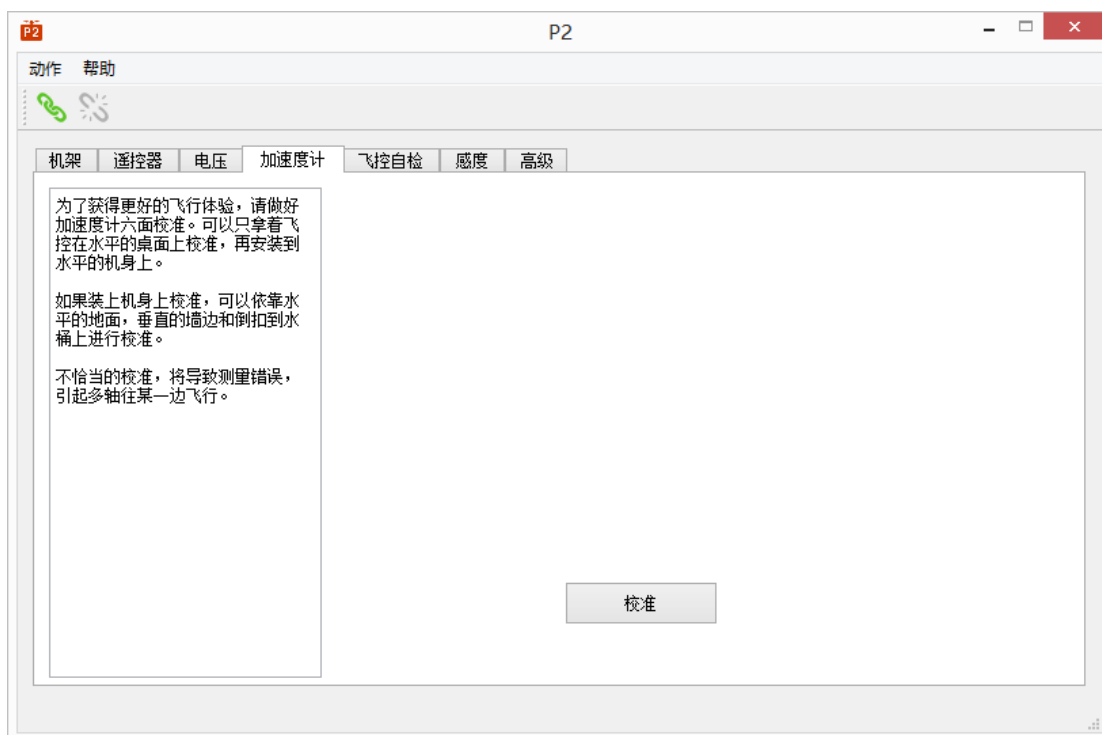 P2
P2
动作 帮助
机架 遥控器 电压 加速度计 飞控自检 感度 高级
为了获得更好的飞行体验，请做好
加速度计六面校准。可以只拿着飞
控在水平的桌面上校准，再安装到
水平的机身上。
如果装上机身上校准，可以依靠水
平的地面，垂直的墙边和倒扣到水
桶上进行校准。
不恰当的校准，将导致测量错误，
引起多轴往某一边飞行。
校准